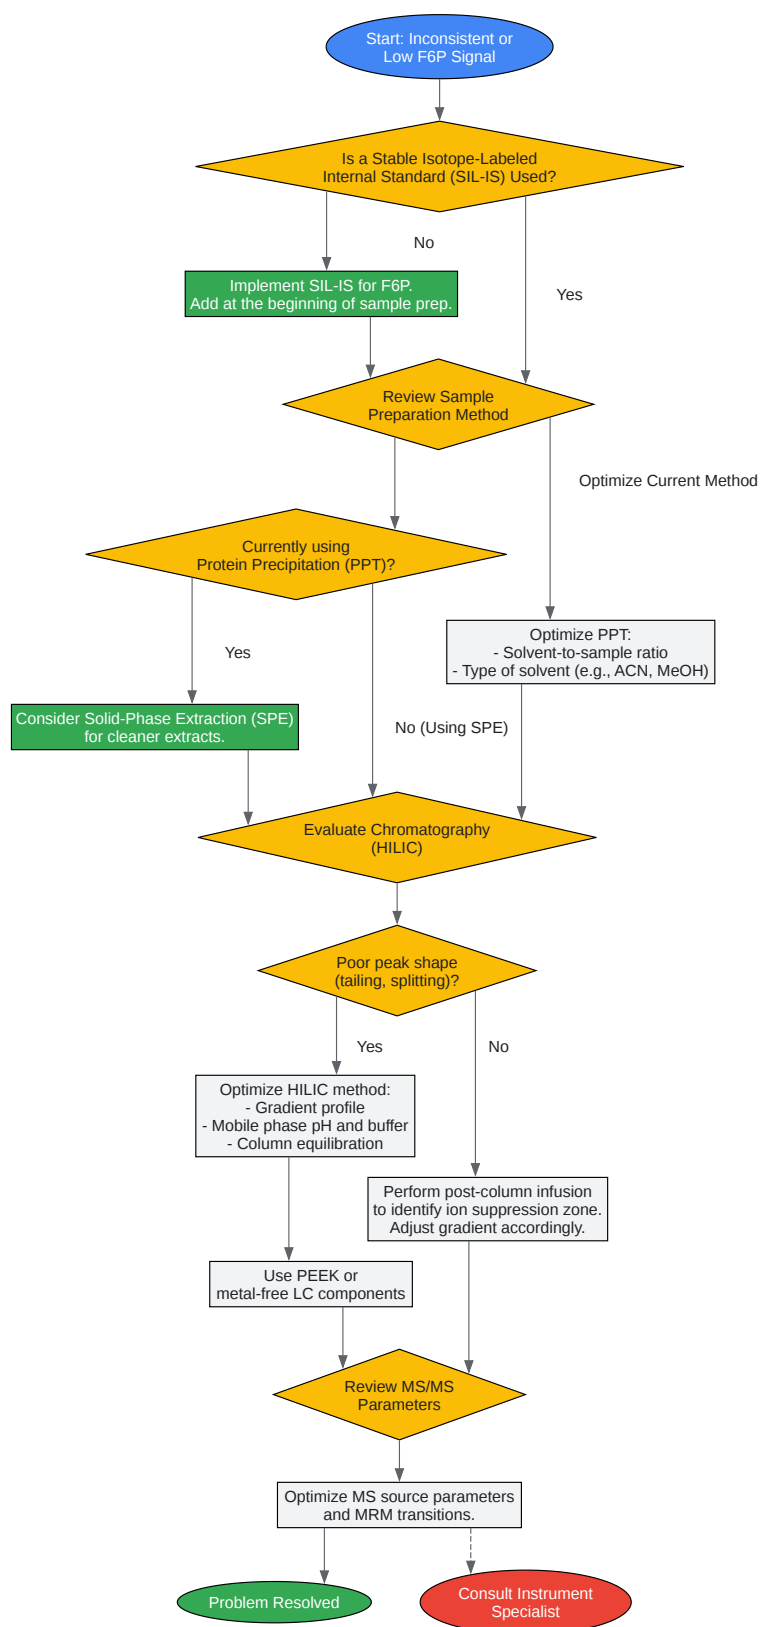 Start: Inconsistent or
Low F6P Signal
Is a Stable Isotope-Labeled
Internal Standard (SIL-IS) Used?
No
Implement SIL-IS for F6P.
Add at the beginning of sample prep.
Yes
Review Sample
Preparation Method
Optimize Current Method
Currently using
Protein Precipitation (PPT)?
Optimize PPT:
- Solvent-to-sample ratio
- Type of solvent (e.g., ACN, MeOH)
Yes
Consider Solid-Phase Extraction (SPE)
for cleaner extracts.
No (Using SPE)
Evaluate Chromatography
(HILIC)
Poor peak shape
(tailing, splitting)?
Yes
No
Optimize HILIC method:
- Gradient profile
- Mobile phase pH and buffer
- Column equilibration
Perform post-column infusion
to identify ion suppression zone.
Adjust gradient accordingly.
Use PEEK or
metal-free LC components
Review MS/MS
Parameters
Optimize MS source parameters
and MRM transitions.
Problem Resolved
Consult Instrument
Specialist